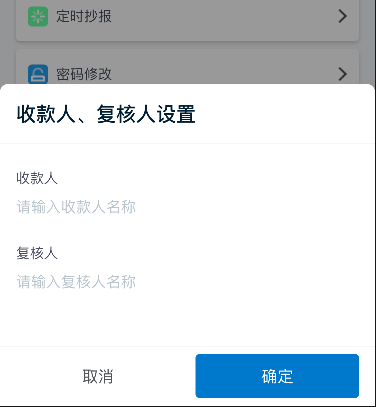 定时抄报
密码修改
收款人、复核人设置
收款人
请输入收款人名称
复核人
请输入复核人名称
取消
确定